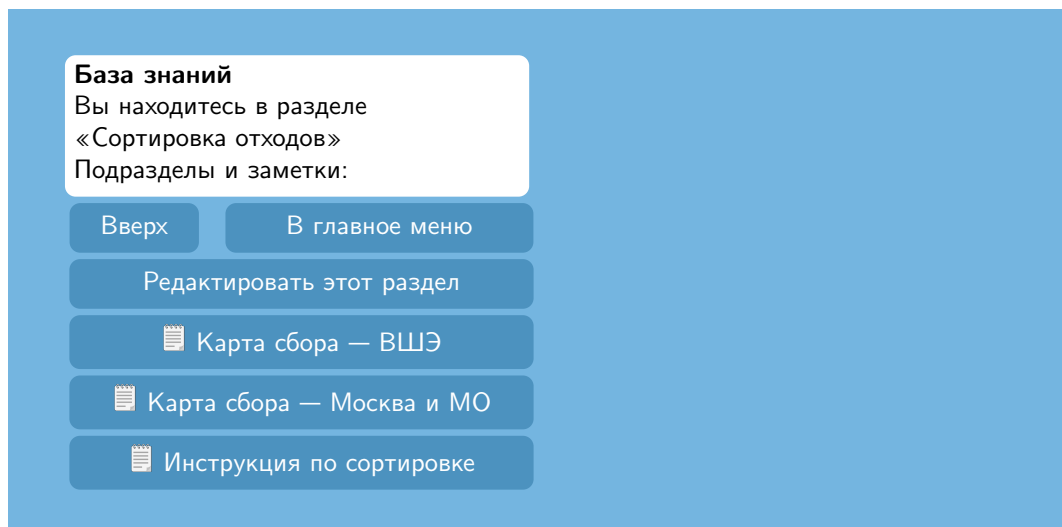 База знаний
Вы находитесь в разделе
«Сортировка отходов»
Подразделы и заметки:
Вверх
В главное меню
Редактировать этот раздел
Карта сбора — ВШЭ
Карта сбора — Москва и МО
Инструкция по сортировке